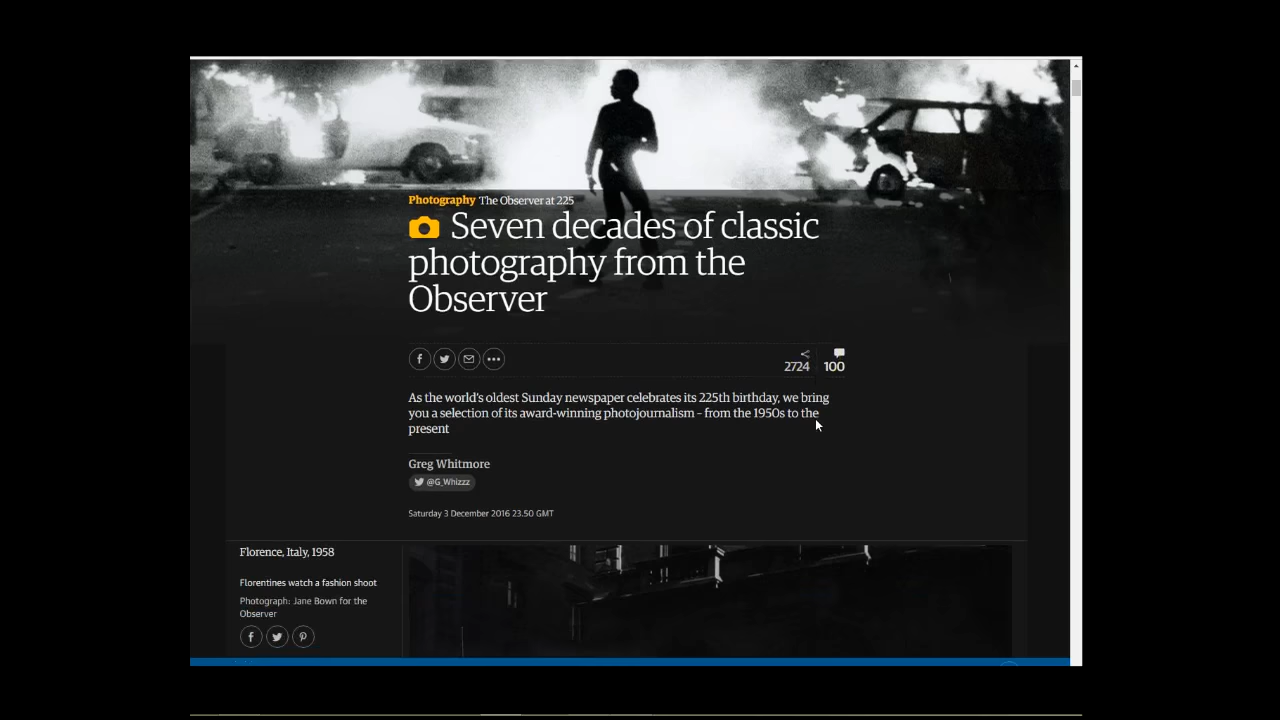 Photography The Observer at 225
Seven decades of classic
photography from the
Observer
2724 100
As the world's oldest Sunday newspaper celebrates its 225th birthday, we bring
you a selection of its award-winning photojournalism – from the 1950s to the
present
Greg Whitmore
@G_Whizzz
Saturday 3 December 2016 23.50 GMT
Florence, Italy, 1958
Florentines watch a fashion shoot
Photograph: Jane Bown for the
Observer